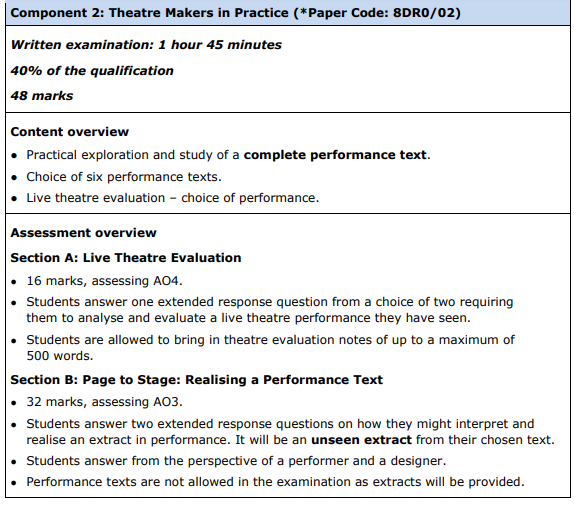 Component 2: Theatre Makers in Practice (*Paper Code: 8DR0/02)
Written examination: 1 hour 45 minutes
40% of the qualification
48 marks
Content overview
● Practical exploration and study of a complete performance text.
● Choice of six performance texts.
● Live theatre evaluation – choice of performance.
Assessment overview
Section A: Live Theatre Evaluation
● 16 marks, assessing AO4.
● Students answer one extended response question from a choice of two requiring
them to analyse and evaluate a live theatre performance they have seen.
● Students are allowed to bring in theatre evaluation notes of up to a maximum of
500 words.
Section B: Page to Stage: Realising a Performance Text
● 32 marks, assessing AO3.
● Students answer two extended response questions on how they might interpret and
realise an extract in performance. It will be an unseen extract from their chosen text.
● Students answer from the perspective of a performer and a designer.
● Performance texts are not allowed in the examination as extracts will be provided.